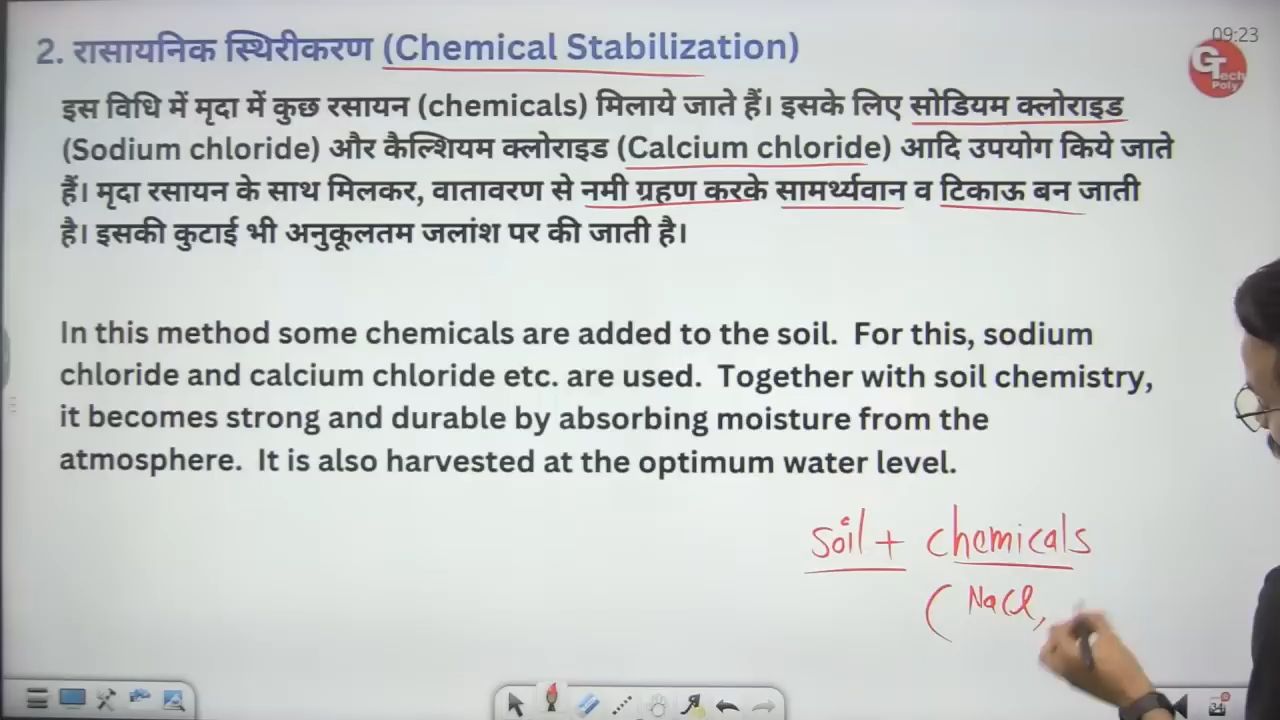 09:23
2. रासायनिक स्थिरीकरण (Chemical Stabilization)
GTech Poly
इस विधि में मृदा में कुछ रसायन (chemicals) मिलाये जाते हैं। इसके लिए सोडियम क्लोराइड
(Sodium chloride) और कैल्शियम क्लोराइड (Calcium chloride) आदि उपयोग किये जाते
हैं। मृदा रसायन के साथ मिलकर, वातावरण से नमी ग्रहण करके सामर्थ्यवान व टिकाऊ बन जाती
है। इसकी कुटाई भी अनुकूलतम जलांश पर की जाती है।
In this method some chemicals are added to the soil. For this, sodium
chloride and calcium chloride etc. are used. Together with soil chemistry,
it becomes strong and durable by absorbing moisture from the
atmosphere. It is also harvested at the optimum water level.
soil + chemicals
(NaCl,
34